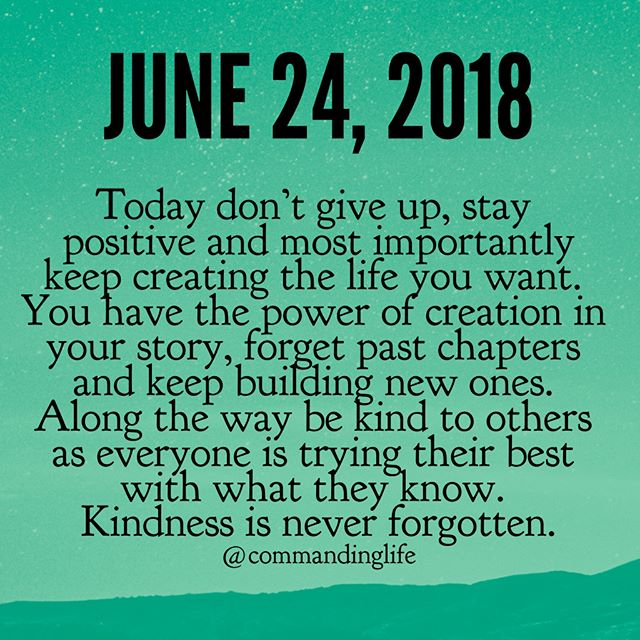 JUNE 24, 2018
Today don’t give up, stay
positive and most importantly
keep creating the life you want.
You have the power of creation in
your story, forget past chapters
and keep building new ones.
Along the way be kind to others
as everyone is trying their best
with what they know.
Kindness is never forgotten.
@commandinglife